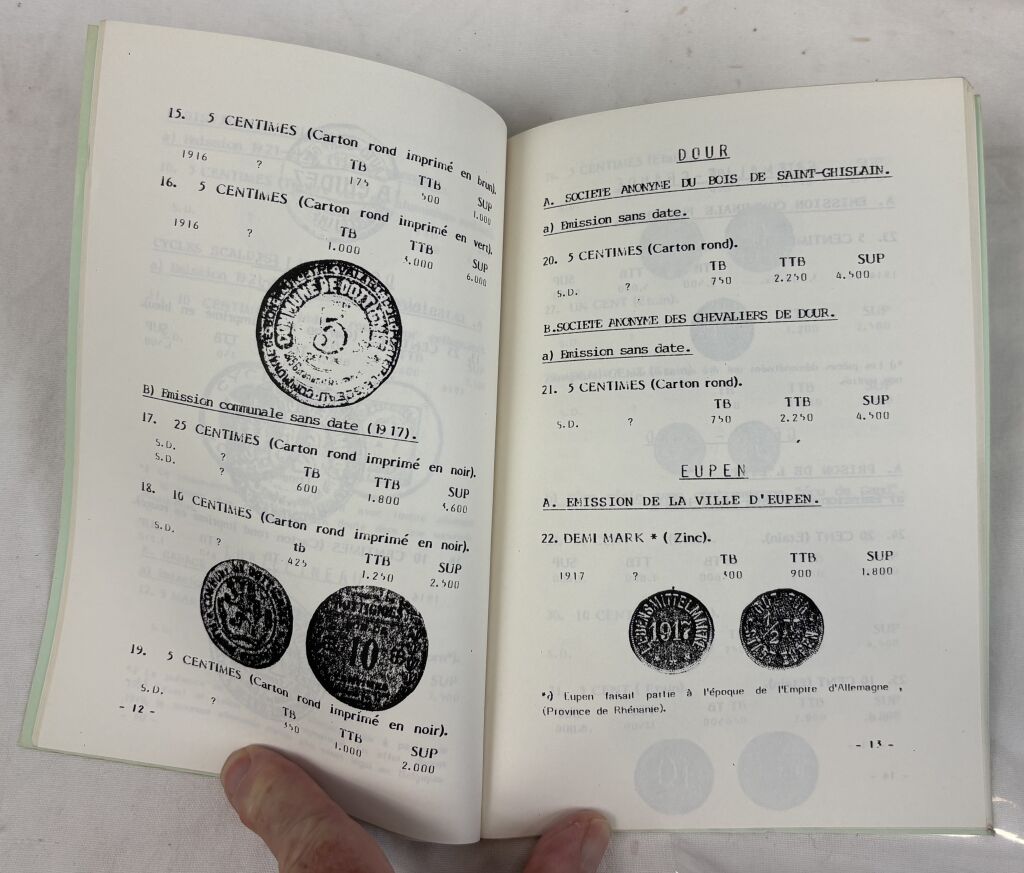 15. 5 CENTIMES (Carton rond imprimé en brun).
TB TTB SUP
1916 ? 175 500 1.000
16. 5 CENTIMES (Carton rond imprimé en vert).
TB TTB SUP
1916 ? 1.000 3.000 6.000
COMMUNE DE
5
B) Emission communale sans date (1917).
17. 25 CENTIMES (Carton rond imprimé en noir).
S.D. ? TB TTB SUP
S.D. ? 600 1.800 3.600
18. 10 CENTIMES (Carton rond imprimé en noir).
tb TTB SUP
S.D. ? 425 1.250 2.500
10
19. 5 CENTIMES (Carton rond imprimé en noir).
TB TTB SUP
S.D. ? 350 1.000 2.000
- 12 -
DOUR
A. SOCIETE ANONYME DU BOIS DE SAINT-GHISLAIN.
a) Emission sans date.
20. 5 CENTIMES (Carton rond).
TB TTB SUP
S.D. ? 750 2.250 4.500
B.SOCIETE ANONYME DES CHEVALIERS DE DOUR.
a) Emission sans date.
21. 5 CENTIMES (Carton rond).
TB TTB SUP
S.D. ? 750 2.250 4.500
EUPEN
A. EMISSION DE LA VILLE D'EUPEN.
22. DEMI MARK * ( Zinc).
TB TTB SUP
1917 ? 300 900 1.800
LEBENSMITTELMARKE
1917
1/2
*) Eupen faisait partie à l'époque de l'Empire d'Allemagne ,
(Province de Rhénanie).
- 13 -